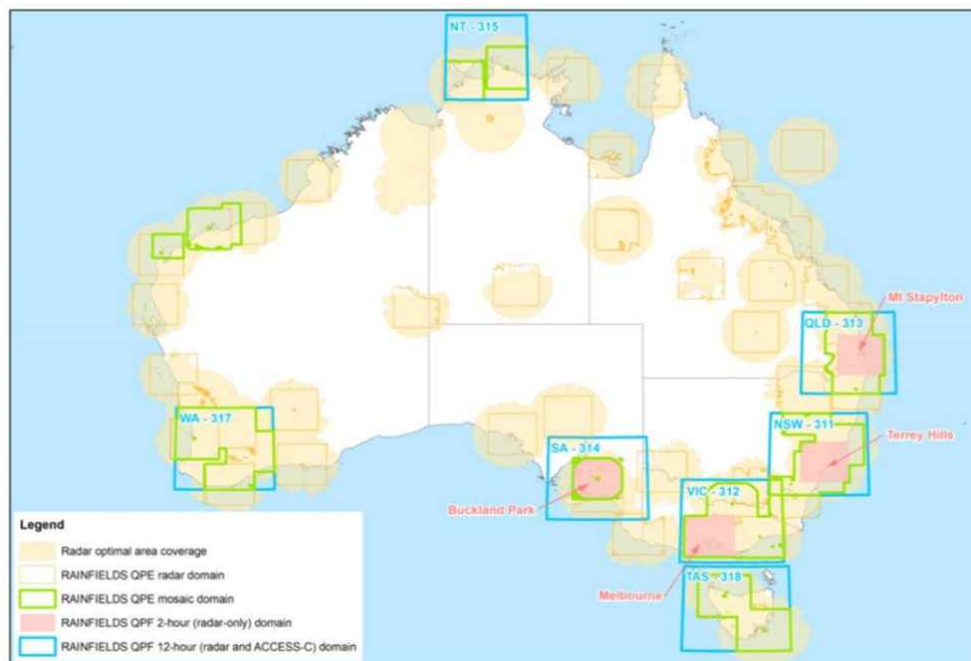 NT - 315
Mt Stapylton
QLD - 313
WA - 317
NSW - 311
Terrey Hills
SA - 314
VIC - 312
Buckland Park
Melbourne
TAS - 318
Legend
Radar optimal area coverage
RAINFIELDS QPE radar domain
RAINFIELDS QPE mosaic domain
RAINFIELDS QPF 2-hour (radar-only) domain
RAINFIELDS QPF 12-hour (radar and ACCESS-C) domain